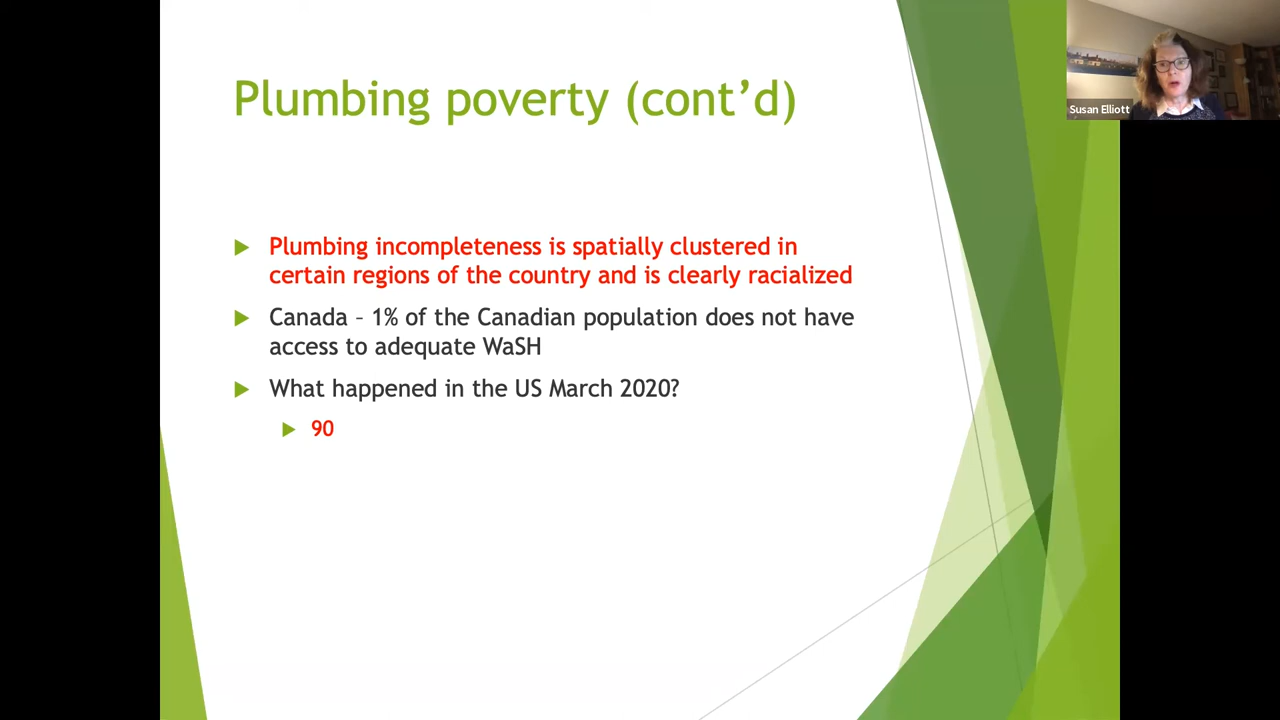 Plumbing poverty (cont’d)
Susan Elliott
Plumbing incompleteness is spatially clustered in
certain regions of the country and is clearly racialized
Canada – 1% of the Canadian population does not have
access to adequate WaSH
What happened in the US March 2020?
90